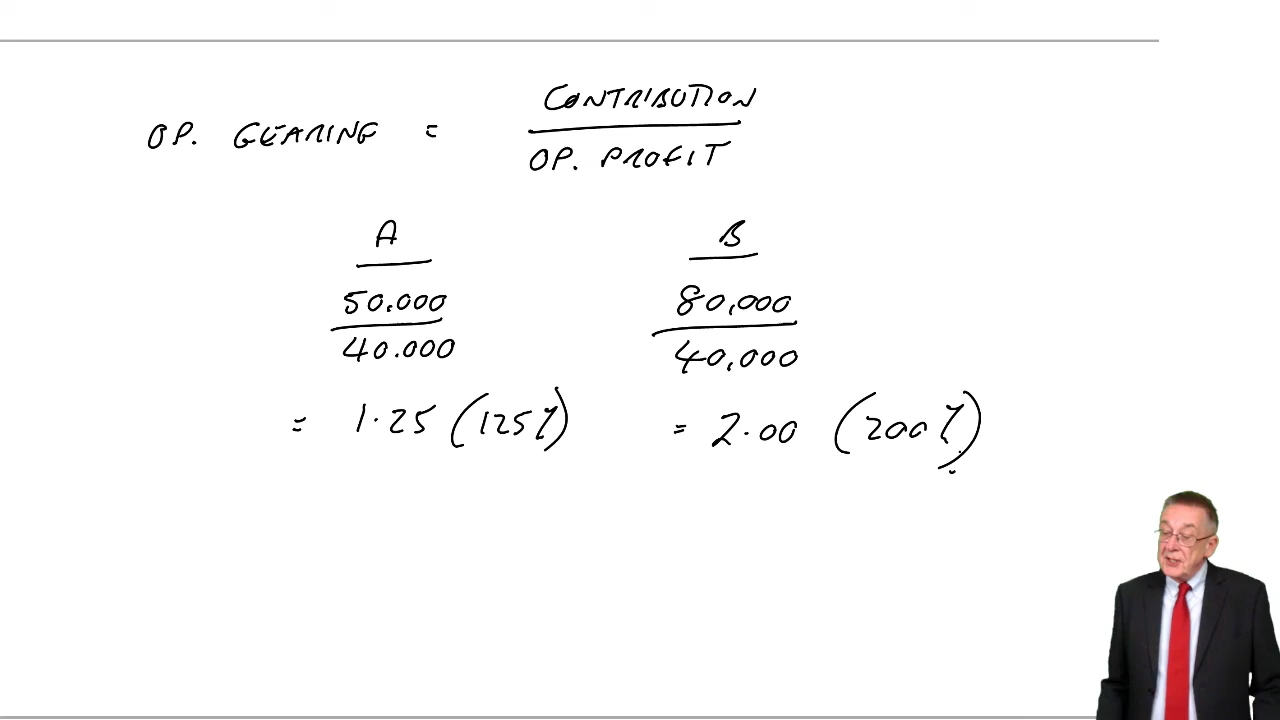 CONTRIBUTION
OP. GEARING =
OP. PROFIT
A B
50.000 80,000
40.000 40,000
= 1.25 (125%) = 2.00 (200%)